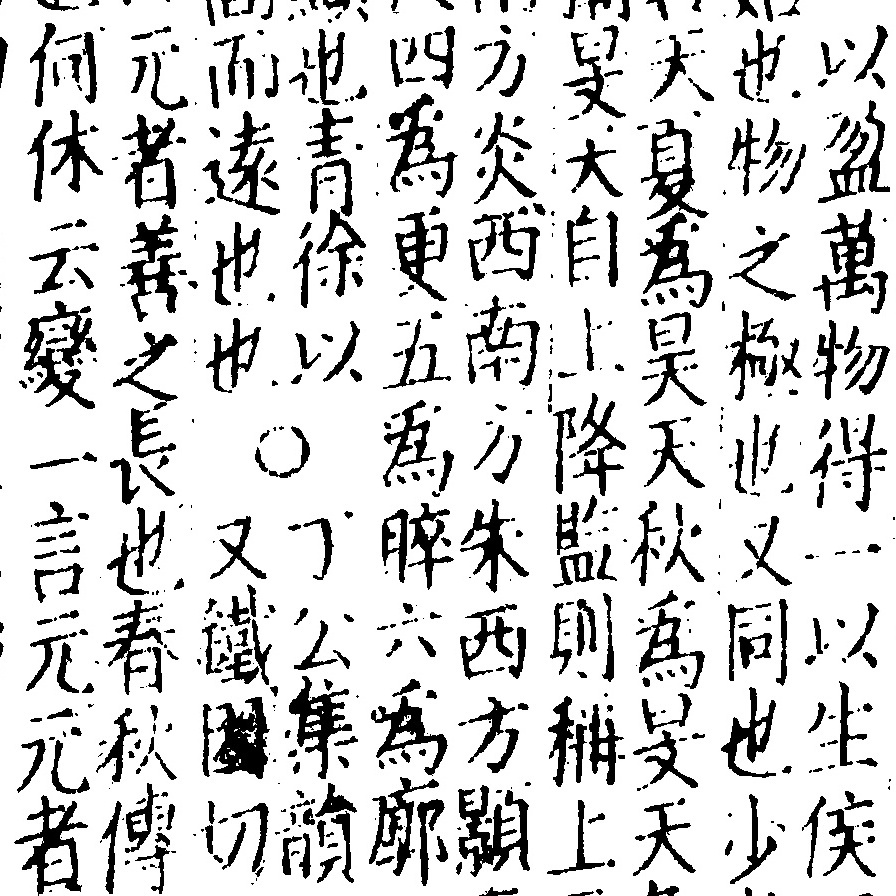 以盈萬物得一以生侯
也物之極也又同也少
天夏爲昊天秋爲旻天
旻大自上降監則稱上
方炎西南方朱西方顥
四爲更五爲睟六爲廓
也青徐以
而遠也也
○
丁公集韻
又鐵切
元者善之長也春秋傳
何休云變一言元元者